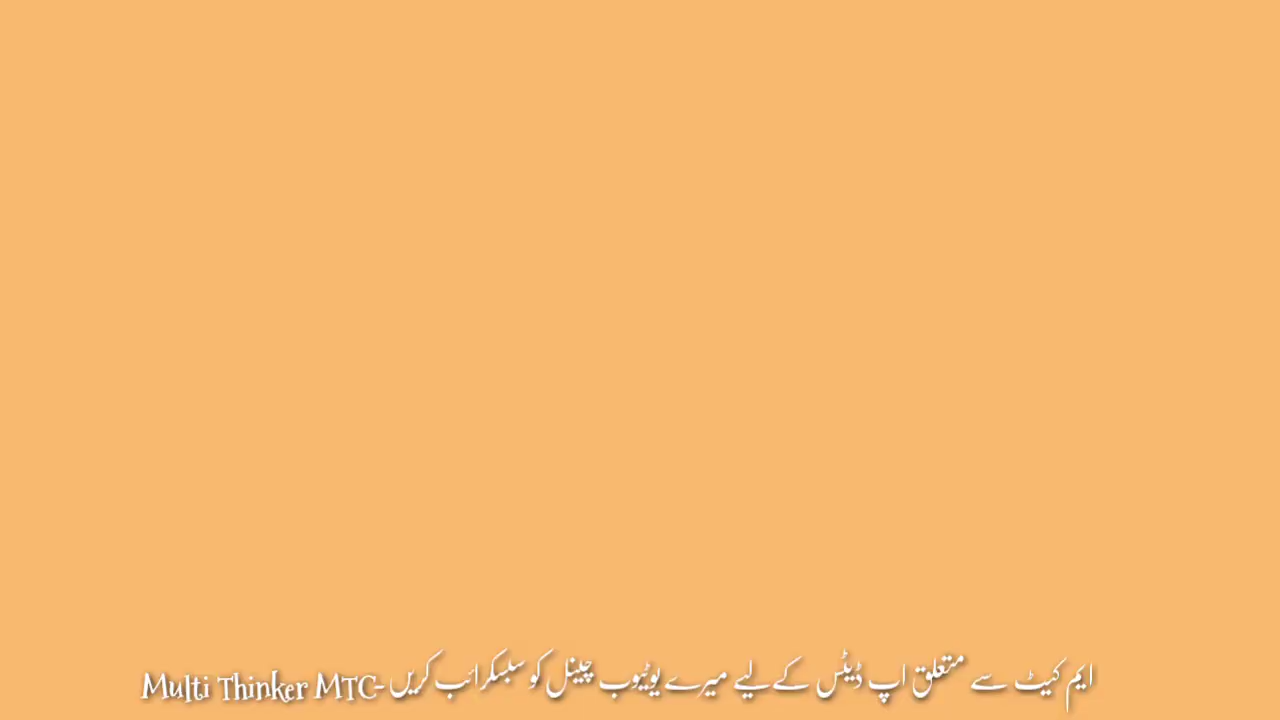 ایم کیٹ سے متعلق اپ ڈیٹس کے لیے میرے یوٹیوب چینل کو سبسکرائب کریں -Multi Thinker MTC